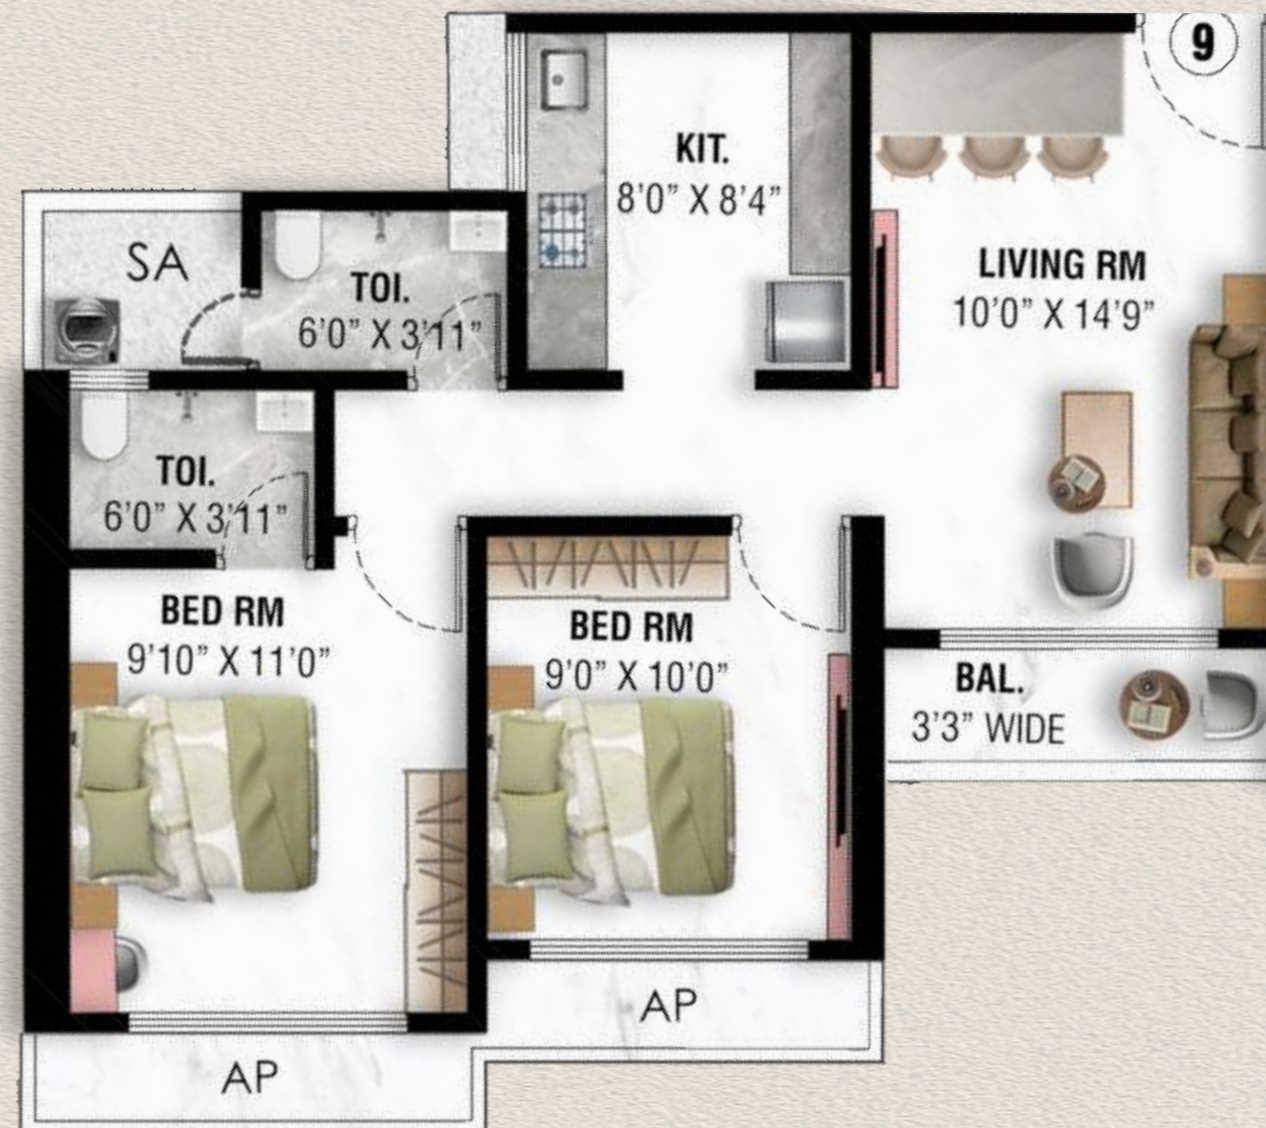 9
KIT.
8'0" X 8'4"
LIVING RM
10'0" X 14'9"
SA
TOI.
6'0" X 3'11"
TOI.
6'0" X 3'11"
BED RM
9'10" X 11'0"
BED RM
9'0" X 10'0"
BAL.
3'3" WIDE
AP
AP